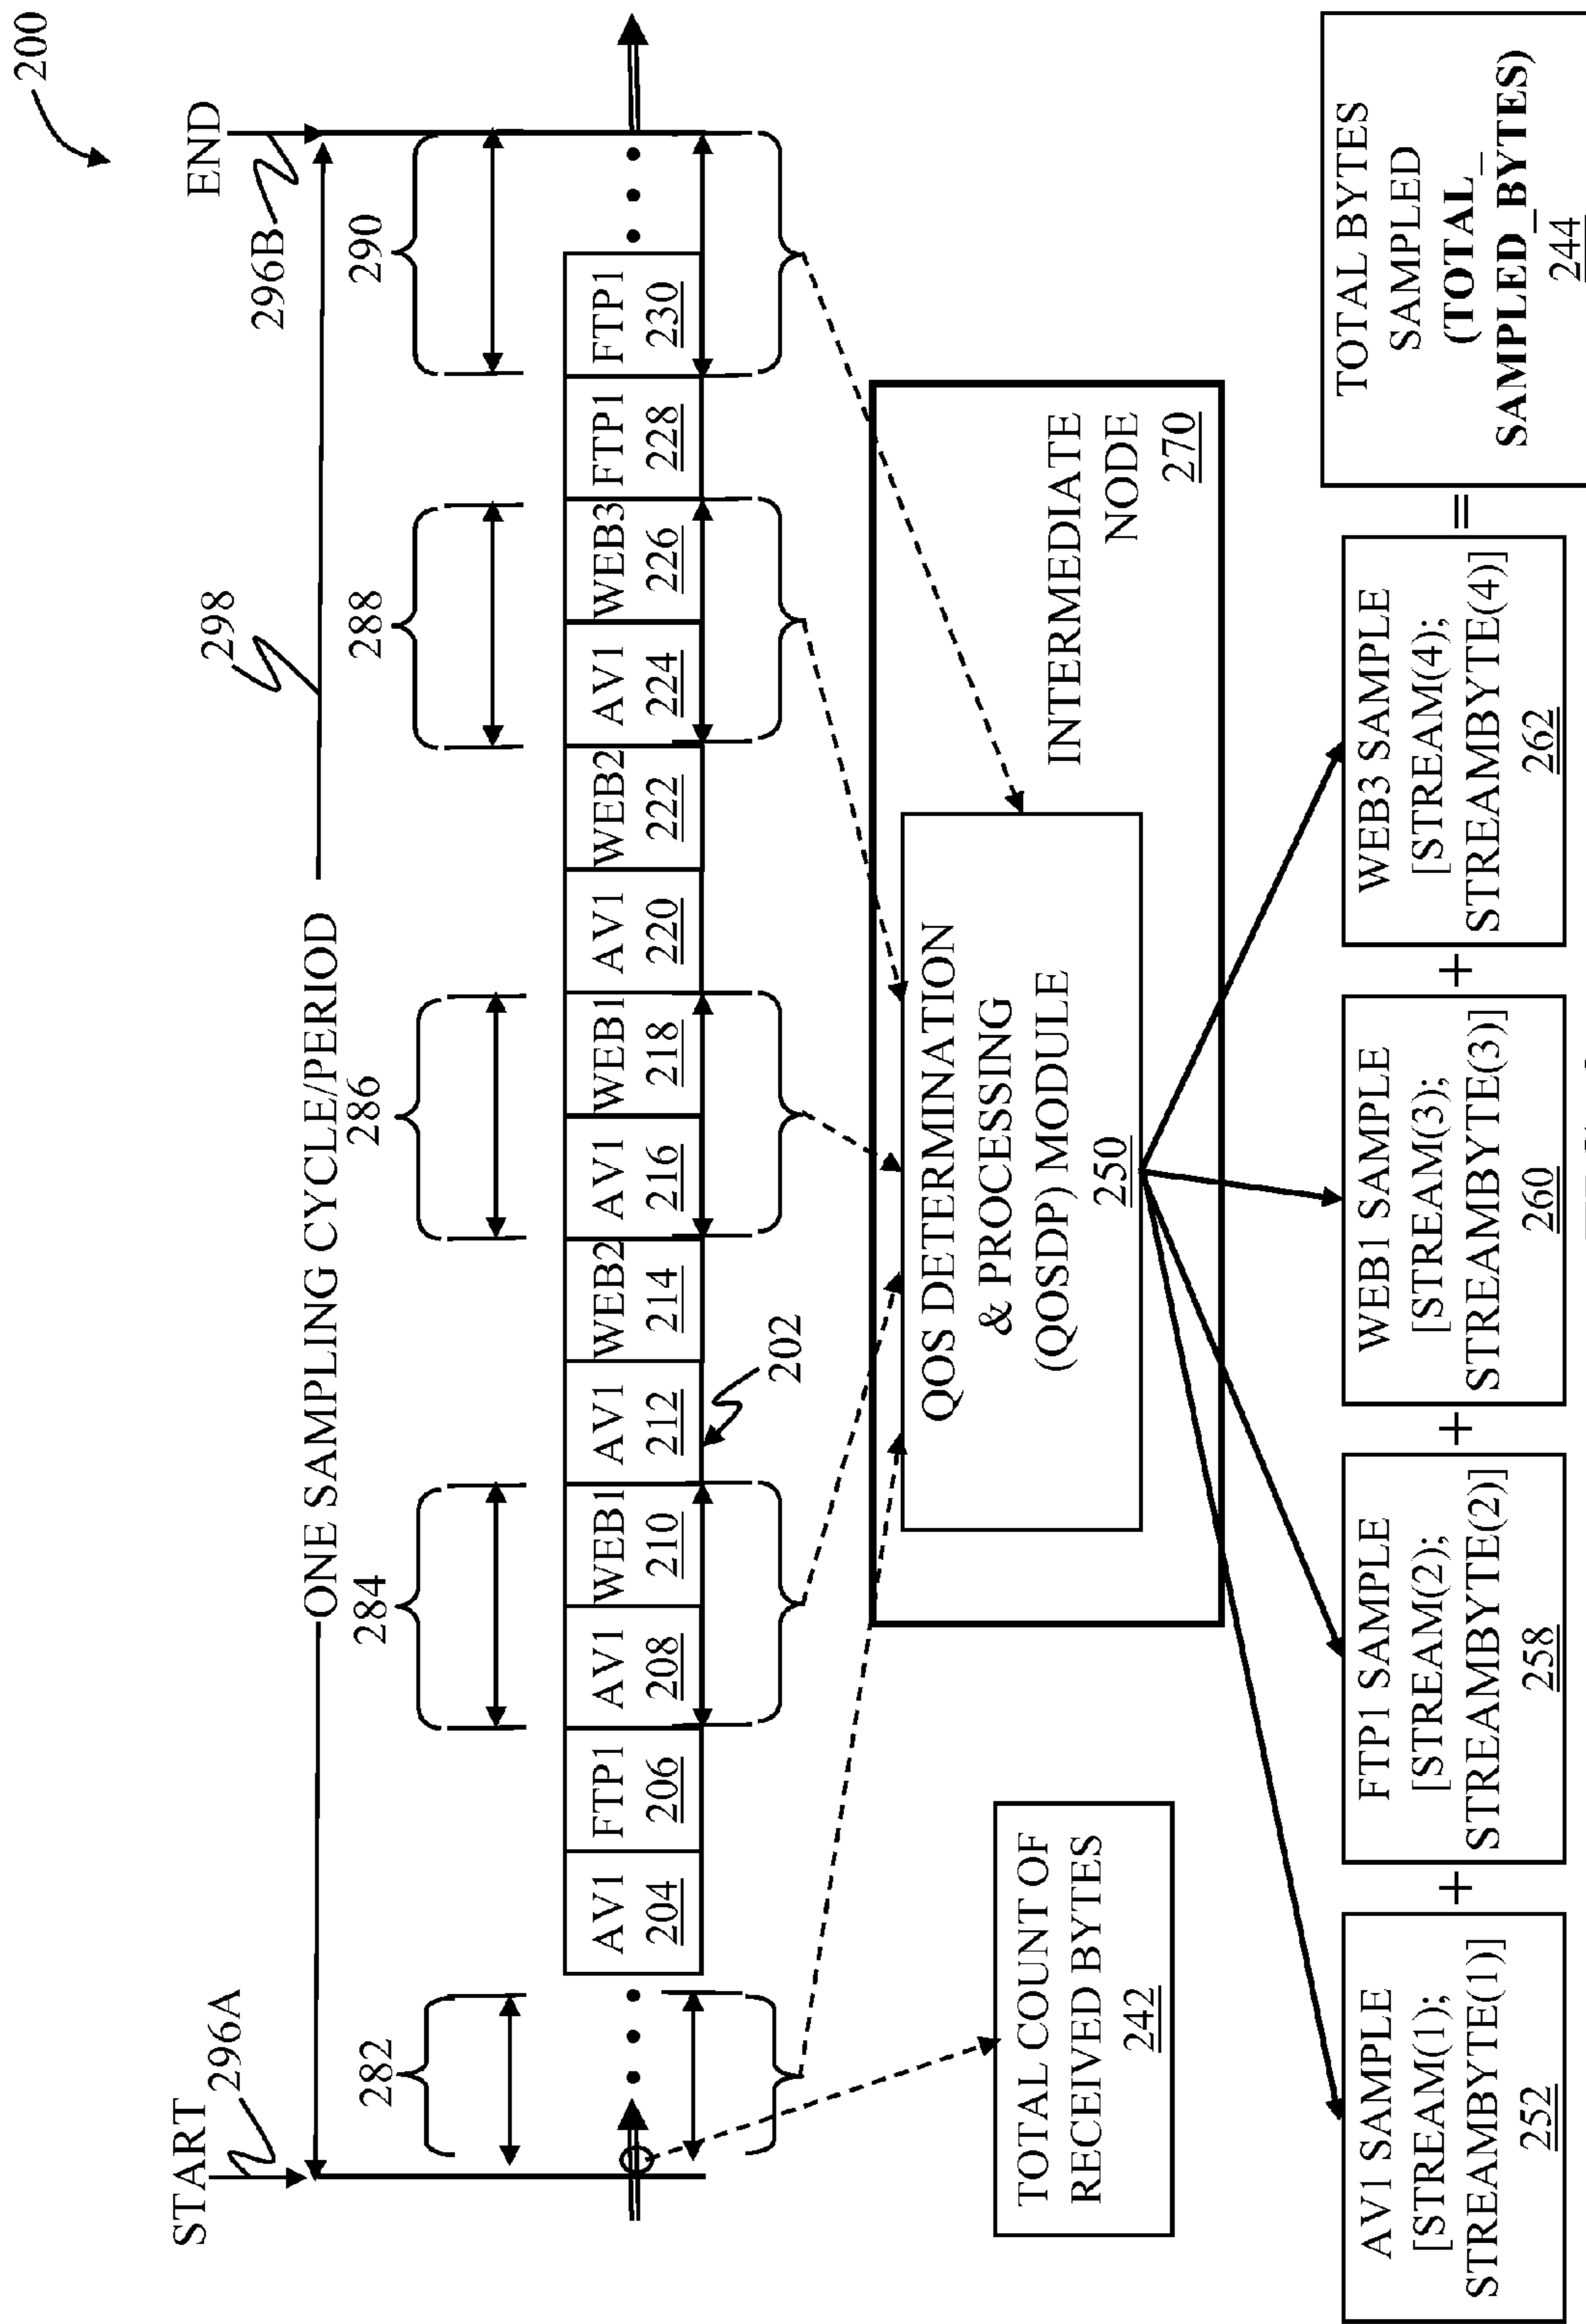 200
START
296A
END
296B
298
ONE SAMPLING CYCLE/PERIOD
282
284
286
288
290
AV1
204
FTP1
206
AV1
208
WEB1
210
AV1
212
WEB2
214
AV1
216
WEB1
218
AV1
220
WEB2
222
AV1
224
WEB3
226
FTP1
228
FTP1
230
202
TOTAL COUNT OF
RECEIVED BYTES
242
QOS DETERMINATION
& PROCESSING
(QOSDP) MODULE
250
INTERMEDIATE
NODE
270
AV1 SAMPLE
[STREAM(1);
STREAMBYTE(1)]
252
+
FTP1 SAMPLE
[STREAM(2);
STREAMBYTE(2)]
258
+
WEB1 SAMPLE
[STREAM(3);
STREAMBYTE(3)]
260
+
WEB3 SAMPLE
[STREAM(4);
STREAMBYTE(4)]
262
=
TOTAL BYTES
SAMPLED
(TOTAL_
SAMPLED_BYTES)
244